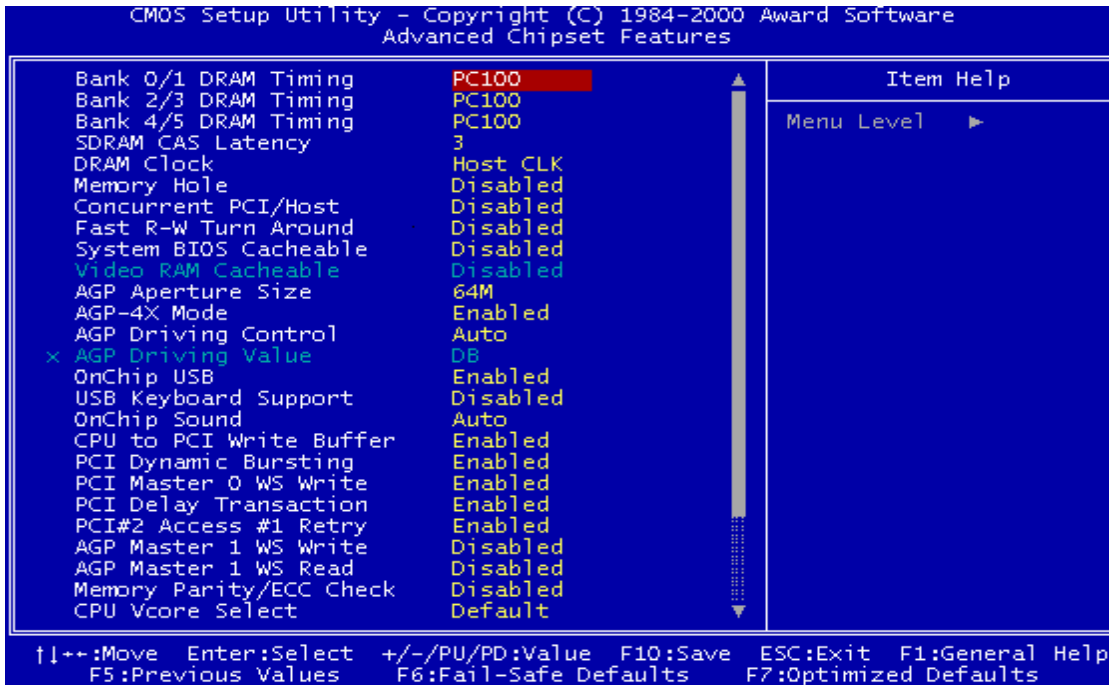 CMOS Setup Utility – Copyright (C) 1984-2000 Award Software
Advanced Chipset Features
Bank 0/1 DRAM Timing PC100
Bank 2/3 DRAM Timing PC100
Bank 4/5 DRAM Timing PC100
SDRAM CAS Latency 3
DRAM Clock Host CLK
Memory Hole Disabled
Concurrent PCI/Host Disabled
Fast R-W Turn Around Disabled
System BIOS Cacheable Disabled
Video RAM Cacheable Disabled
AGP Aperture Size 64M
AGP-4X Mode Enabled
AGP Driving Control Auto
x AGP Driving Value DB
OnChip USB Enabled
USB Keyboard Support Disabled
OnChip Sound Auto
CPU to PCI Write Buffer Enabled
PCI Dynamic Bursting Enabled
PCI Master 0 WS Write Enabled
PCI Delay Transaction Enabled
PCI#2 Access #1 Retry Enabled
AGP Master 1 WS Write Disabled
AGP Master 1 WS Read Disabled
Memory Parity/ECC Check Disabled
CPU Vcore Select Default
Item Help
Menu Level ►
↑↓←→:Move Enter:Select +/-/PU/PD:Value F10:Save ESC:Exit F1:General Help
F5:Previous Values F6:Fail-Safe Defaults F7:Optimized Defaults